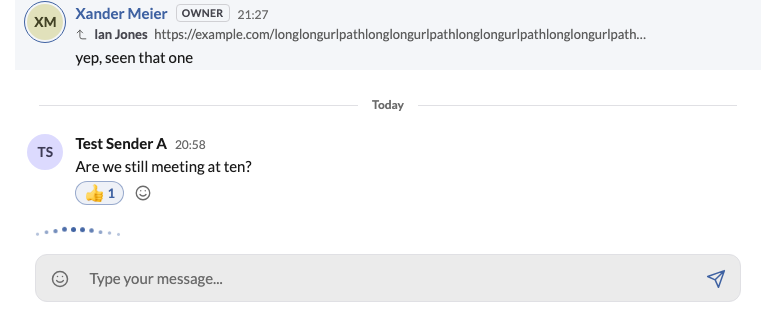 XM Xander Meier OWNER 21:27
Ian Jones https://example.com/longlongurlpathlonglongurlpathlonglongurlpathlonglongurlpath...
yep, seen that one
Today
TS Test Sender A 20:58
Are we still meeting at ten?
👍 1
Type your message...